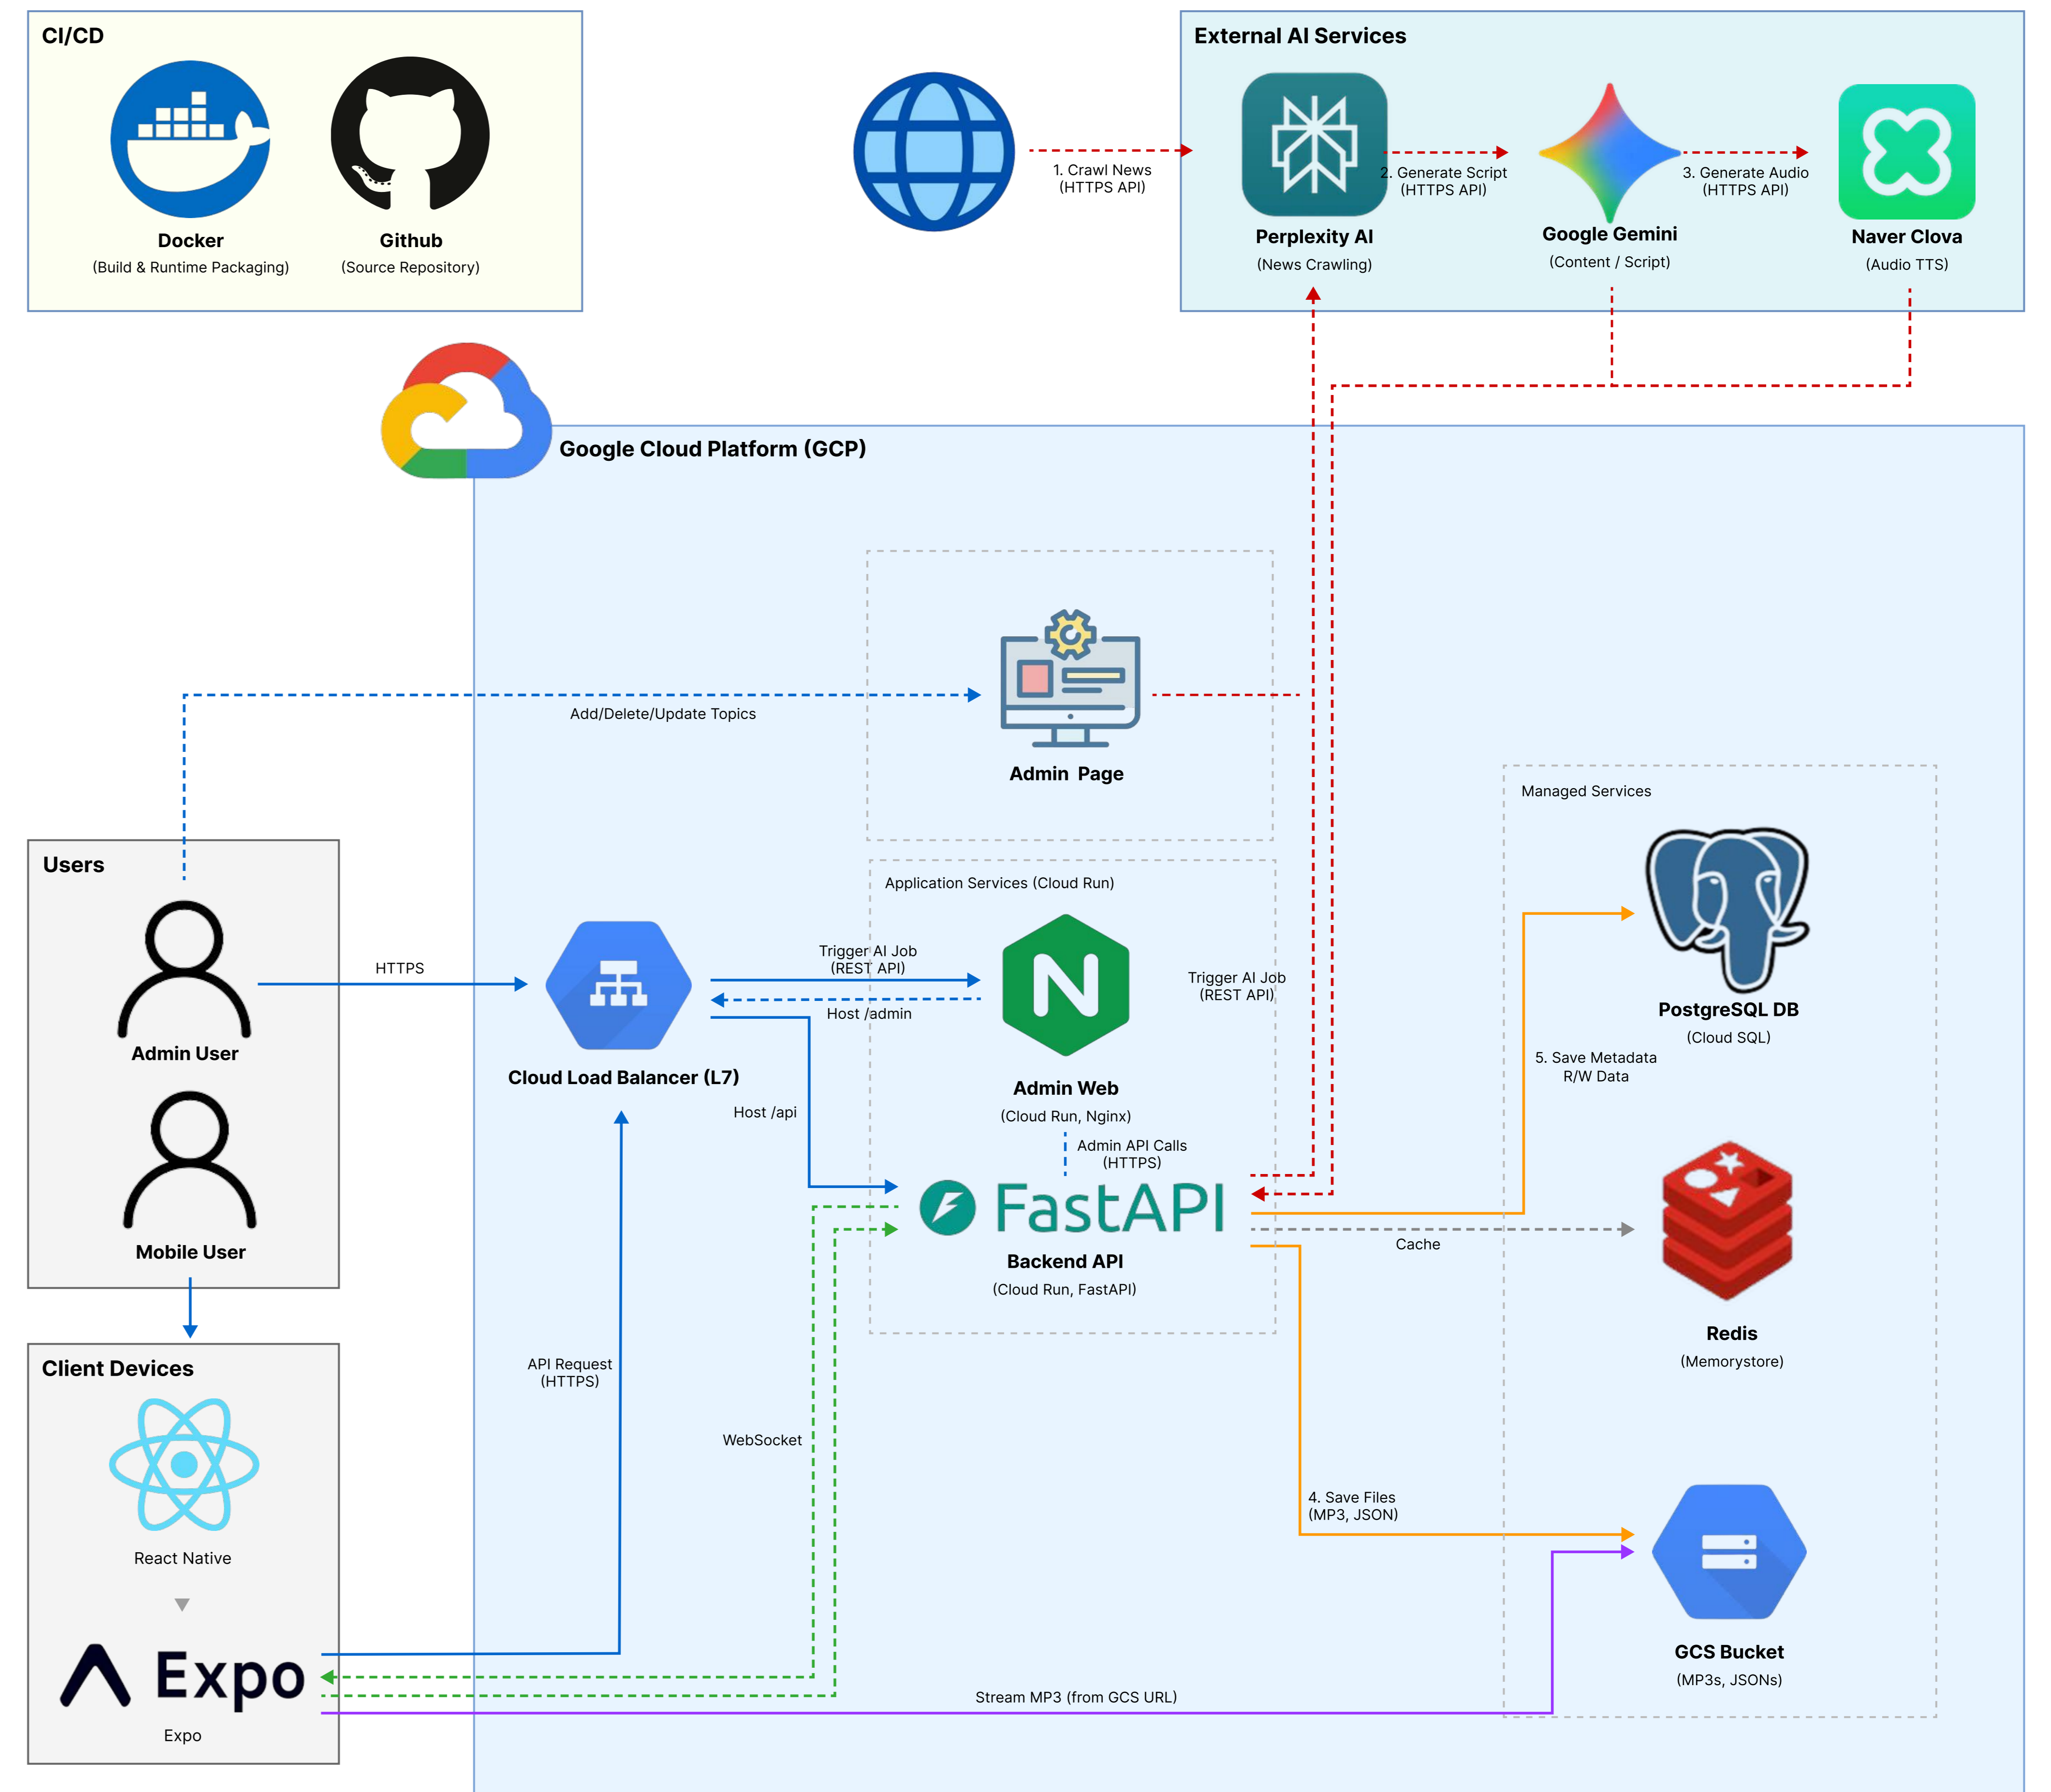 CI/CD
Docker
(Build & Runtime Packaging)
Github
(Source Repository)
1. Crawl News
(HTTPS API)
External AI Services
2. Generate Script
(HTTPS API)
3. Generate Audio
(HTTPS API)
Perplexity AI
(News Crawling)
Google Gemini
(Content / Script)
Naver Clova
(Audio TTS)
Google Cloud Platform (GCP)
Add/Delete/Update Topics
Admin Page
Managed Services
Users
Admin User
Mobile User
HTTPS
Cloud Load Balancer (L7)
Application Services (Cloud Run)
Trigger AI Job
(REST API)
Host /admin
Trigger AI Job
(REST API)
Admin Web
(Cloud Run, Nginx)
Host /api
Admin API Calls
(HTTPS)
FastAPI
Backend API
(Cloud Run, FastAPI)
PostgreSQL DB
(Cloud SQL)
5. Save Metadata
R/W Data
Cache
Redis
(Memorystore)
Client Devices
React Native
Expo
Expo
API Request
(HTTPS)
WebSocket
4. Save Files
(MP3, JSON)
GCS Bucket
(MP3s, JSONs)
Stream MP3 (from GCS URL)